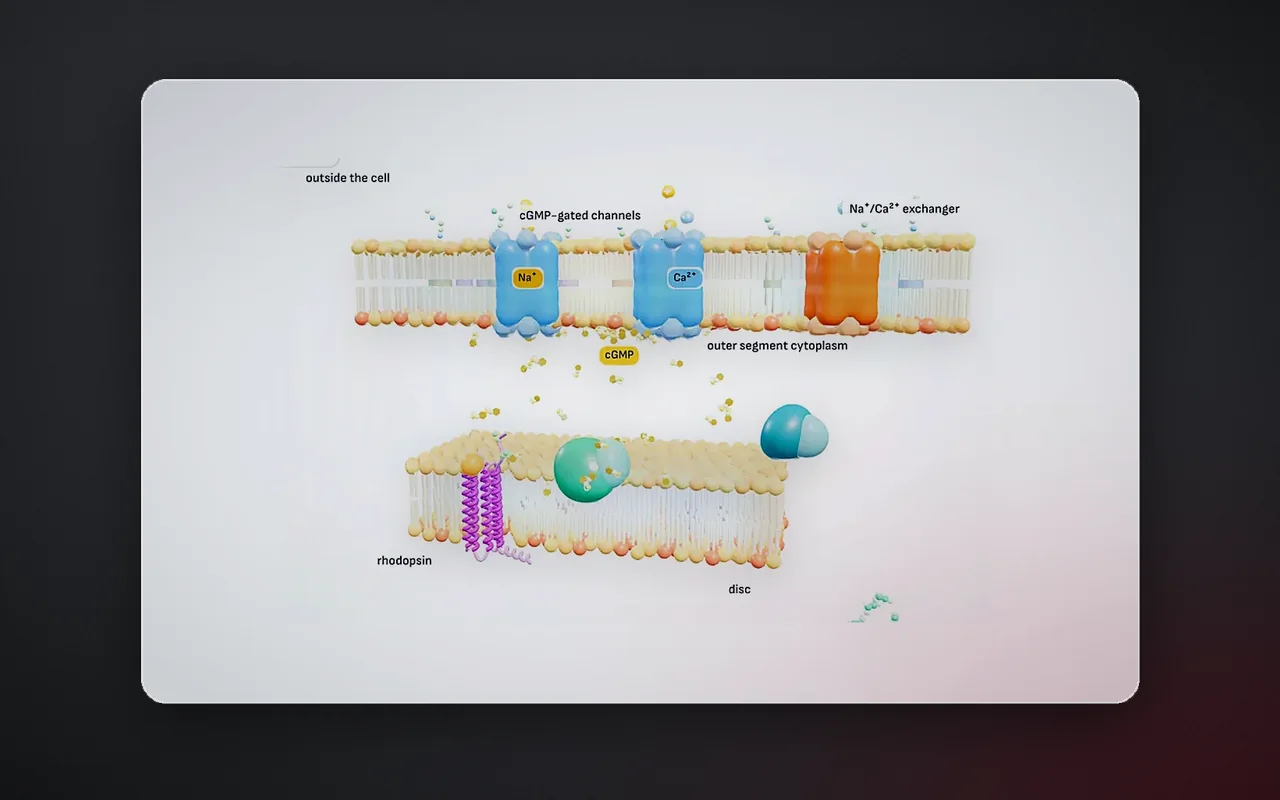 outside the cell
cGMP-gated channels
Na⁺/Ca²⁺ exchanger
Na⁺
Ca²⁺
outer segment cytoplasm
cGMP
rhodopsin
disc